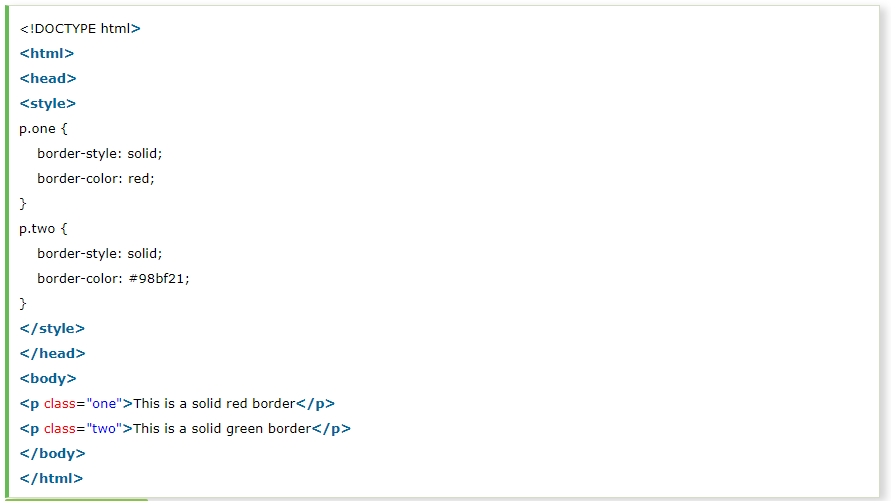 <!DOCTYPE html>
<html>
<head>
<style>
p.one {
    border-style: solid;
    border-color: red;
}
p.two {
    border-style: solid;
    border-color: #98bf21;
}
</style>
</head>
<body>
<p class="one">This is a solid red border</p>
<p class="two">This is a solid green border</p>
</body>
</html>